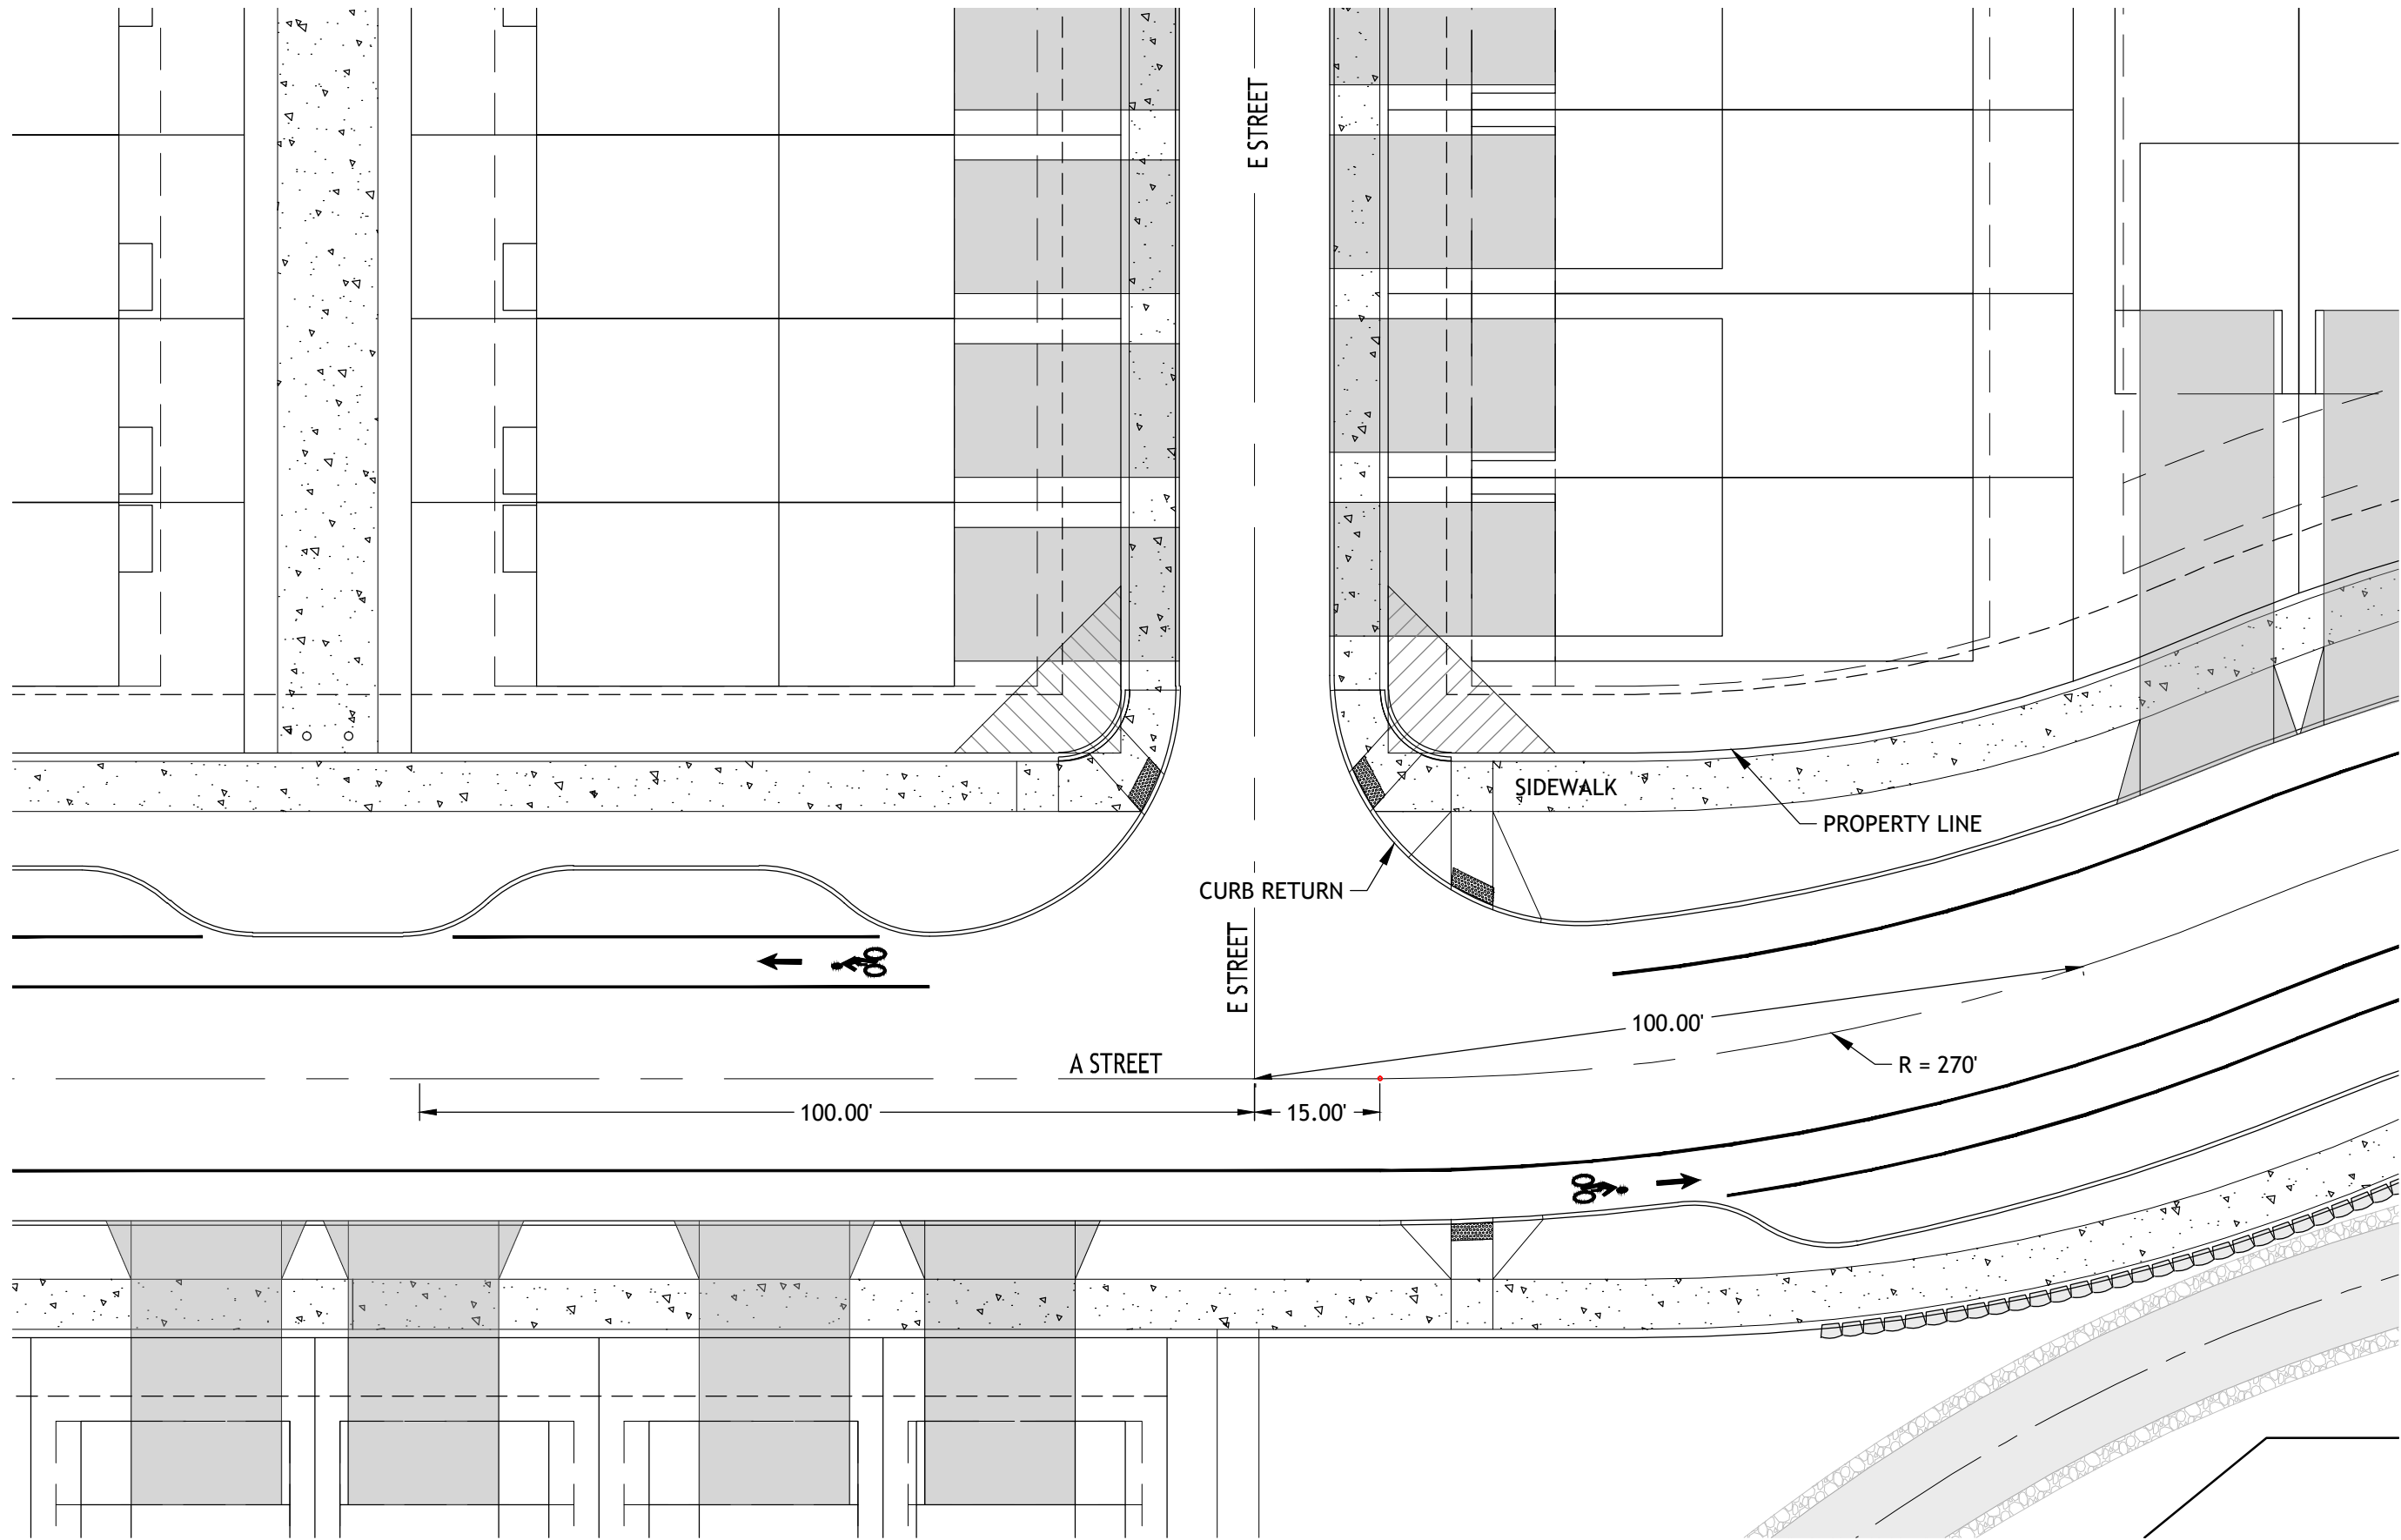 E STREET
SIDEWALK
PROPERTY LINE
CURB RETURN
E STREET
100.00'
A STREET
R = 270'
100.00'
15.00'